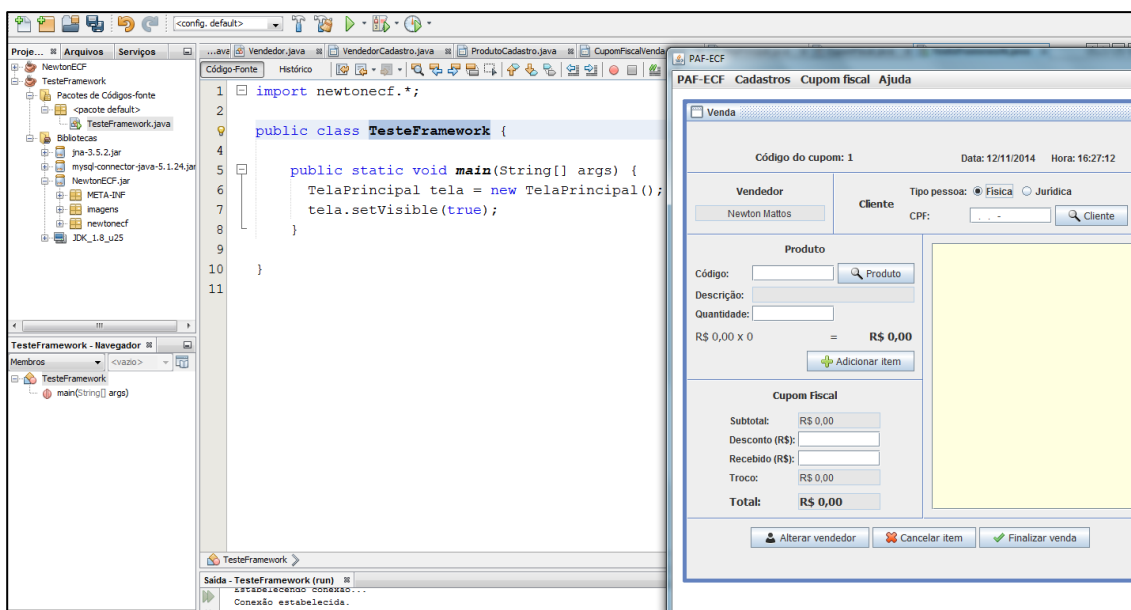 <config. default>
Proje... Arquivos Serviços
NewtonECF
TesteFramework
Pacotes de Códigos-fonte
<pacote default>
TesteFramework.java
Bibliotecas
jna-3.5.2.jar
mysql-connector-java-5.1.24.jar
NewtonECF.jar
META-INF
imagens
newtonecf
JDK_1.8_u25
TesteFramework - Navegador
Membros <vazio>
TesteFramework
main(String[] args)
...ava Vendedor.java VendedorCadastro.java ProdutoCadastro.java CupomFiscalVenda
Código-Fonte Histórico
1 import newtonecf.*;
2
public class TesteFramework {
4
5 public static void main(String[] args) {
6 TelaPrincipal tela = new TelaPrincipal();
7 tela.setVisible(true);
8 }
9
10 }
11
TesteFramework
Saída - TesteFramework (run)
Estabelecendo conexão...
Conexão estabelecida.
PAF-ECF
PAF-ECF Cadastros Cupom fiscal Ajuda
Venda
Código do cupom: 1 Data: 12/11/2014 Hora: 16:27:12
Vendedor
Newton Mattos
Cliente
Tipo pessoa: Física Jurídica
CPF: . . - Cliente
Produto
Código: Produto
Descrição:
Quantidade:
R$ 0,00 x 0 = R$ 0,00
Adicionar item
Cupom Fiscal
Subtotal: R$ 0,00
Desconto (R$):
Recebido (R$):
Troco: R$ 0,00
Total: R$ 0,00
Alterar vendedor Cancelar item Finalizar venda